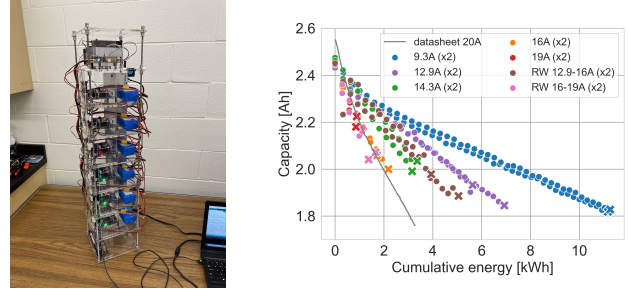 2.6
2.4
2.2
2.0
1.8
Capacity [Ah]
datasheet 20A
9.3A (x2)
12.9A (x2)
14.3A (x2)
16A (x2)
19A (x2)
RW 12.9-16A (x2)
RW 16-19A (x2)
0 2 4 6 8 10
Cumulative energy [kWh]